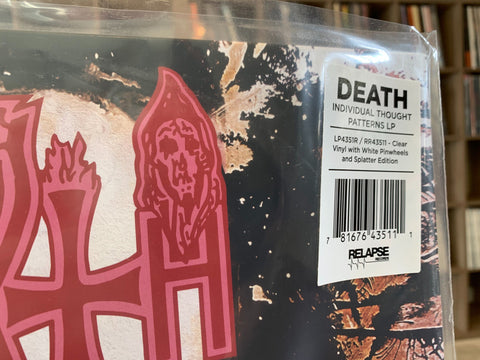 DEATH
INDIVIDUAL THOUGHT
PATTERNS LP
LP4351R / RR43511 - Clear
Vinyl with White Pinwheels
and Splatter Edition
7 81676 43511 1
RELAPSE
RECORDS
TH